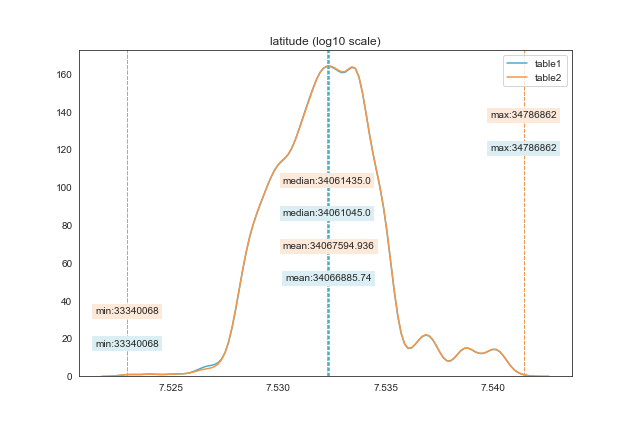 latitude (log10 scale)
table1
table2
160
140
120
100
80
60
40
20
0
max:34786862
max:34786862
median:34061435.0
median:34061045.0
mean:34067594.936
mean:34066885.74
min:33340068
min:33340068
7.525
7.530
7.535
7.540